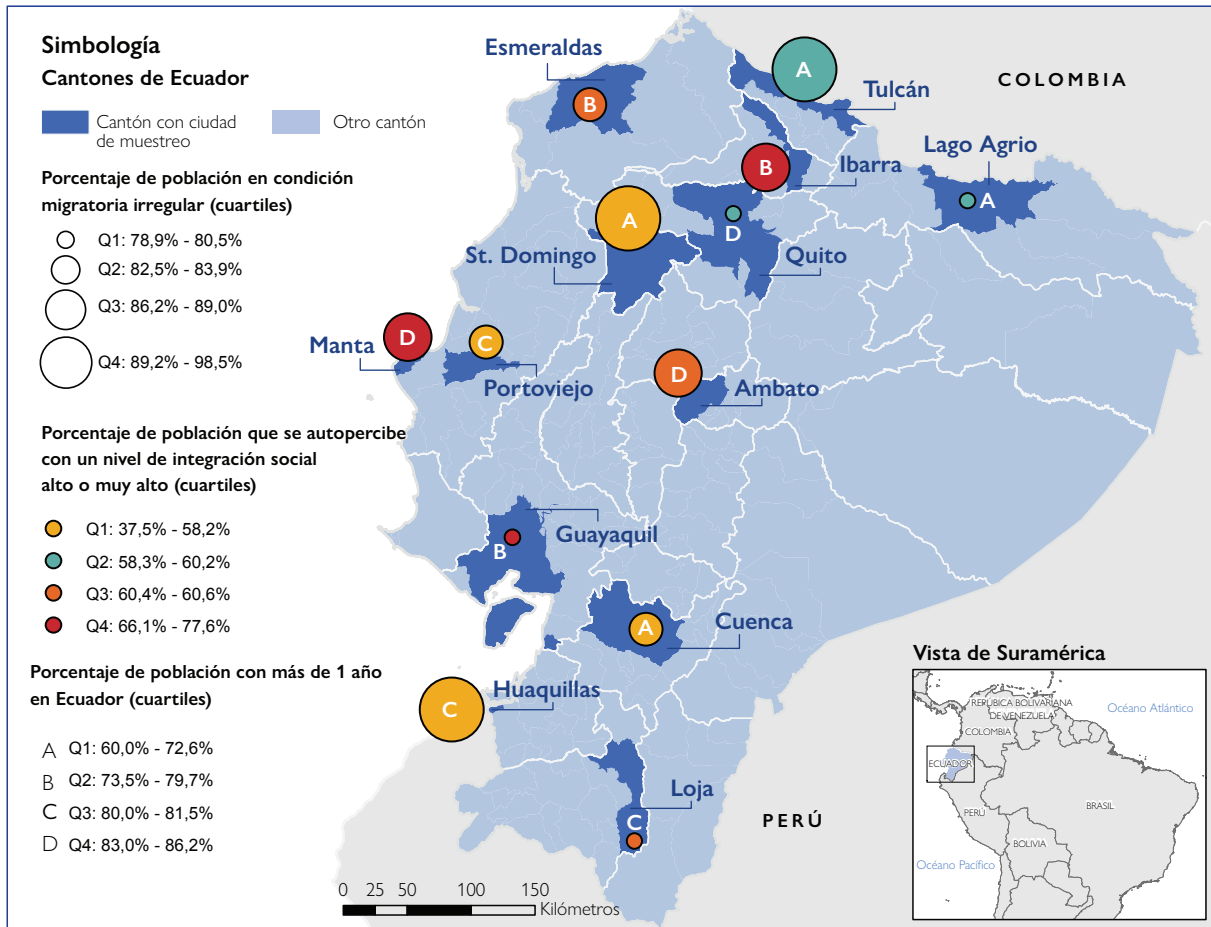 Simbología
Cantones de Ecuador
Cantón con ciudad
de muestreo
Otro cantón
Porcentaje de población en condición
migratoria irregular (cuartiles)
Q1: 78,9% - 80,5%
Q2: 82,5% - 83,9%
Q3: 86,2% - 89,0%
Q4: 89,2% - 98,5%
Porcentaje de población que se autopercibe
con un nivel de integración social
alto o muy alto (cuartiles)
Q1: 37,5% - 58,2%
Q2: 58,3% - 60,2%
Q3: 60,4% - 60,6%
Q4: 66,1% - 77,6%
Porcentaje de población con más de 1 año
en Ecuador (cuartiles)
A Q1: 60,0% - 72,6%
B Q2: 73,5% - 79,7%
C Q3: 80,0% - 81,5%
D Q4: 83,0% - 86,2%
Esmeraldas
B
A
Tulcán
COLOMBIA
B
Ibarra
Lago Agrio
A
A
St. Domingo
D
Quito
D
Manta
C
Portoviejo
D
Ambato
Guayaquil
B
A
Cuenca
Huaquillas
C
Loja
C
PERÚ
0 25 50 100 150
Kilómetros
Vista de Suramérica
REPÚBICA BOLIVARIANA
DE VENEZUELA
Océano Atlántico
COLOMBIA
ECUADOR
PERÚ
BRASIL
BOLIVIA
Océano Pacífico